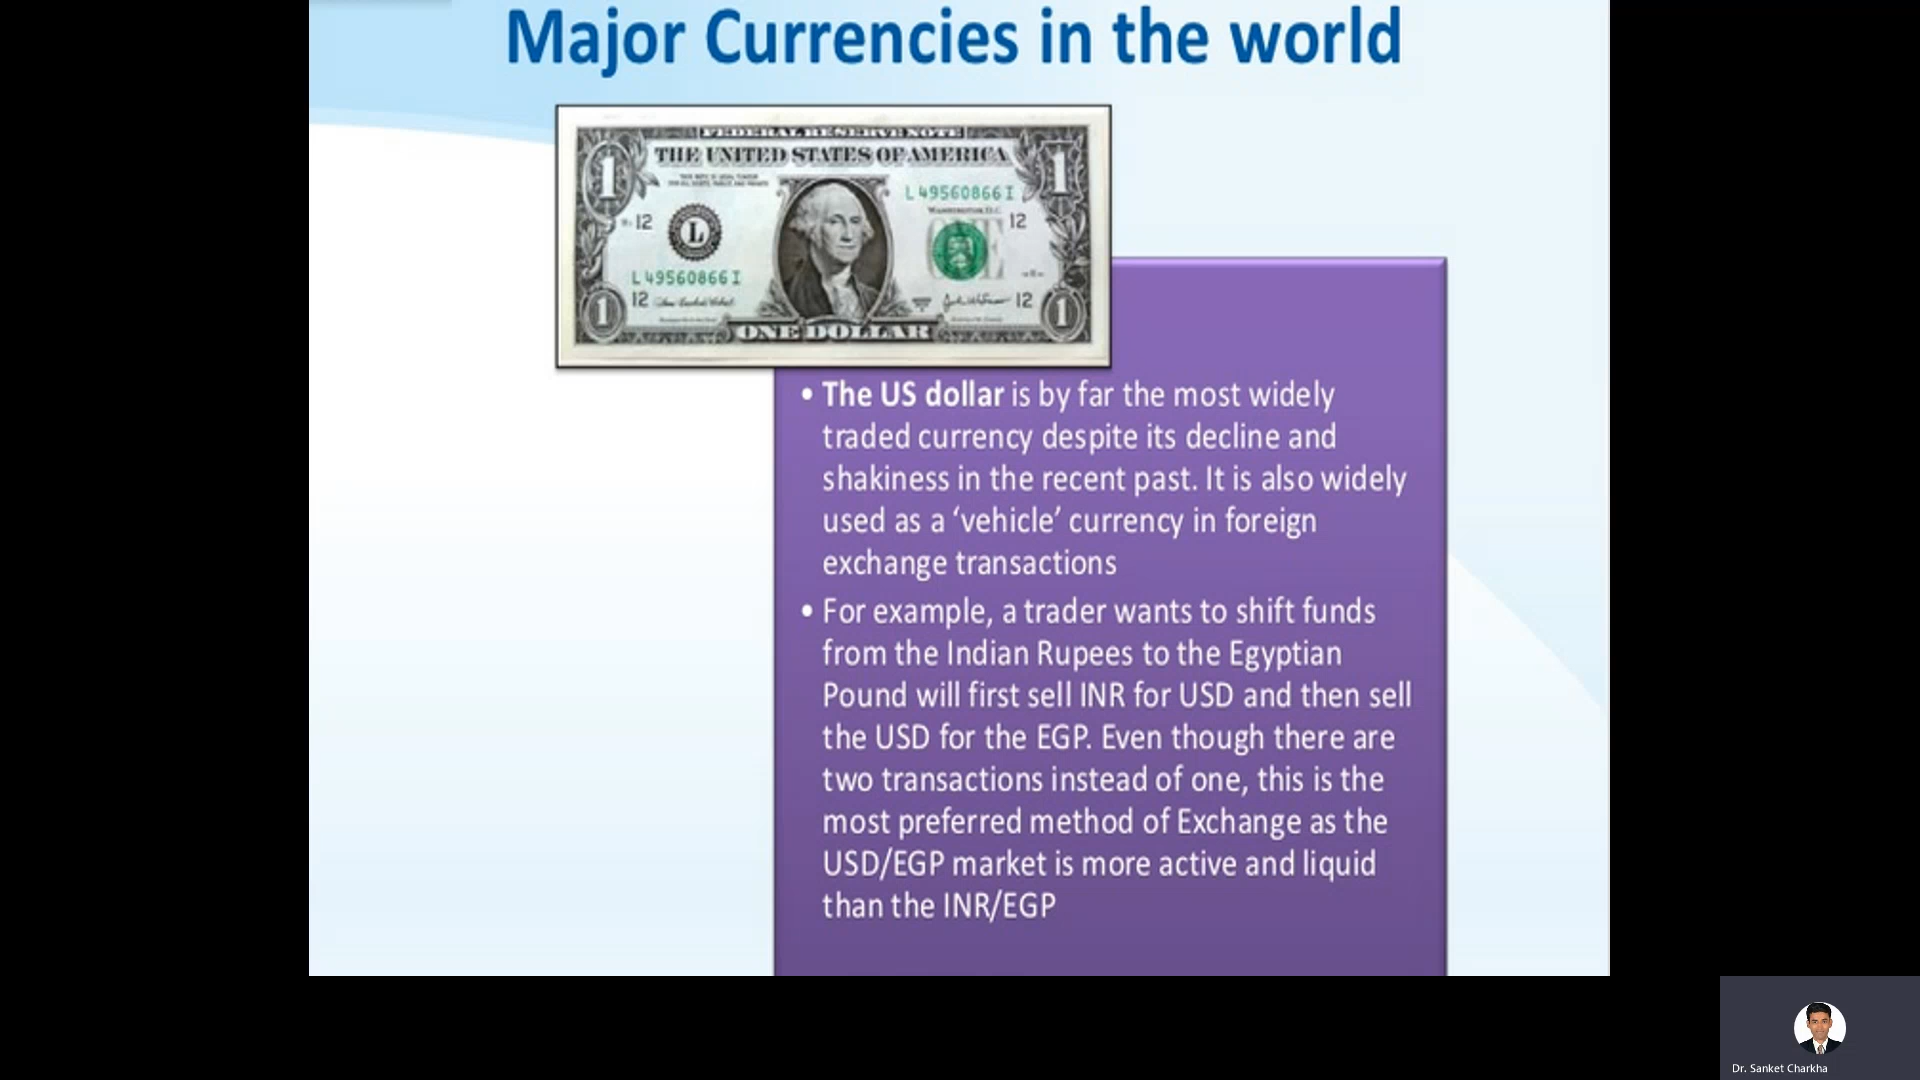 Major Currencies in the world
FEDERAL RESERVE NOTE
THE UNITED STATES OF AMERICA
L 49560866 I
WASHINGTON, D.C.
12
12
L
L 49560866 I
12
12
1
1
1
1
ONE DOLLAR
• The US dollar is by far the most widely
traded currency despite its decline and
shakiness in the recent past. It is also widely
used as a ‘vehicle’ currency in foreign
exchange transactions
• For example, a trader wants to shift funds
from the Indian Rupees to the Egyptian
Pound will first sell INR for USD and then sell
the USD for the EGP. Even though there are
two transactions instead of one, this is the
most preferred method of Exchange as the
USD/EGP market is more active and liquid
than the INR/EGP
Dr. Sanket Charkha